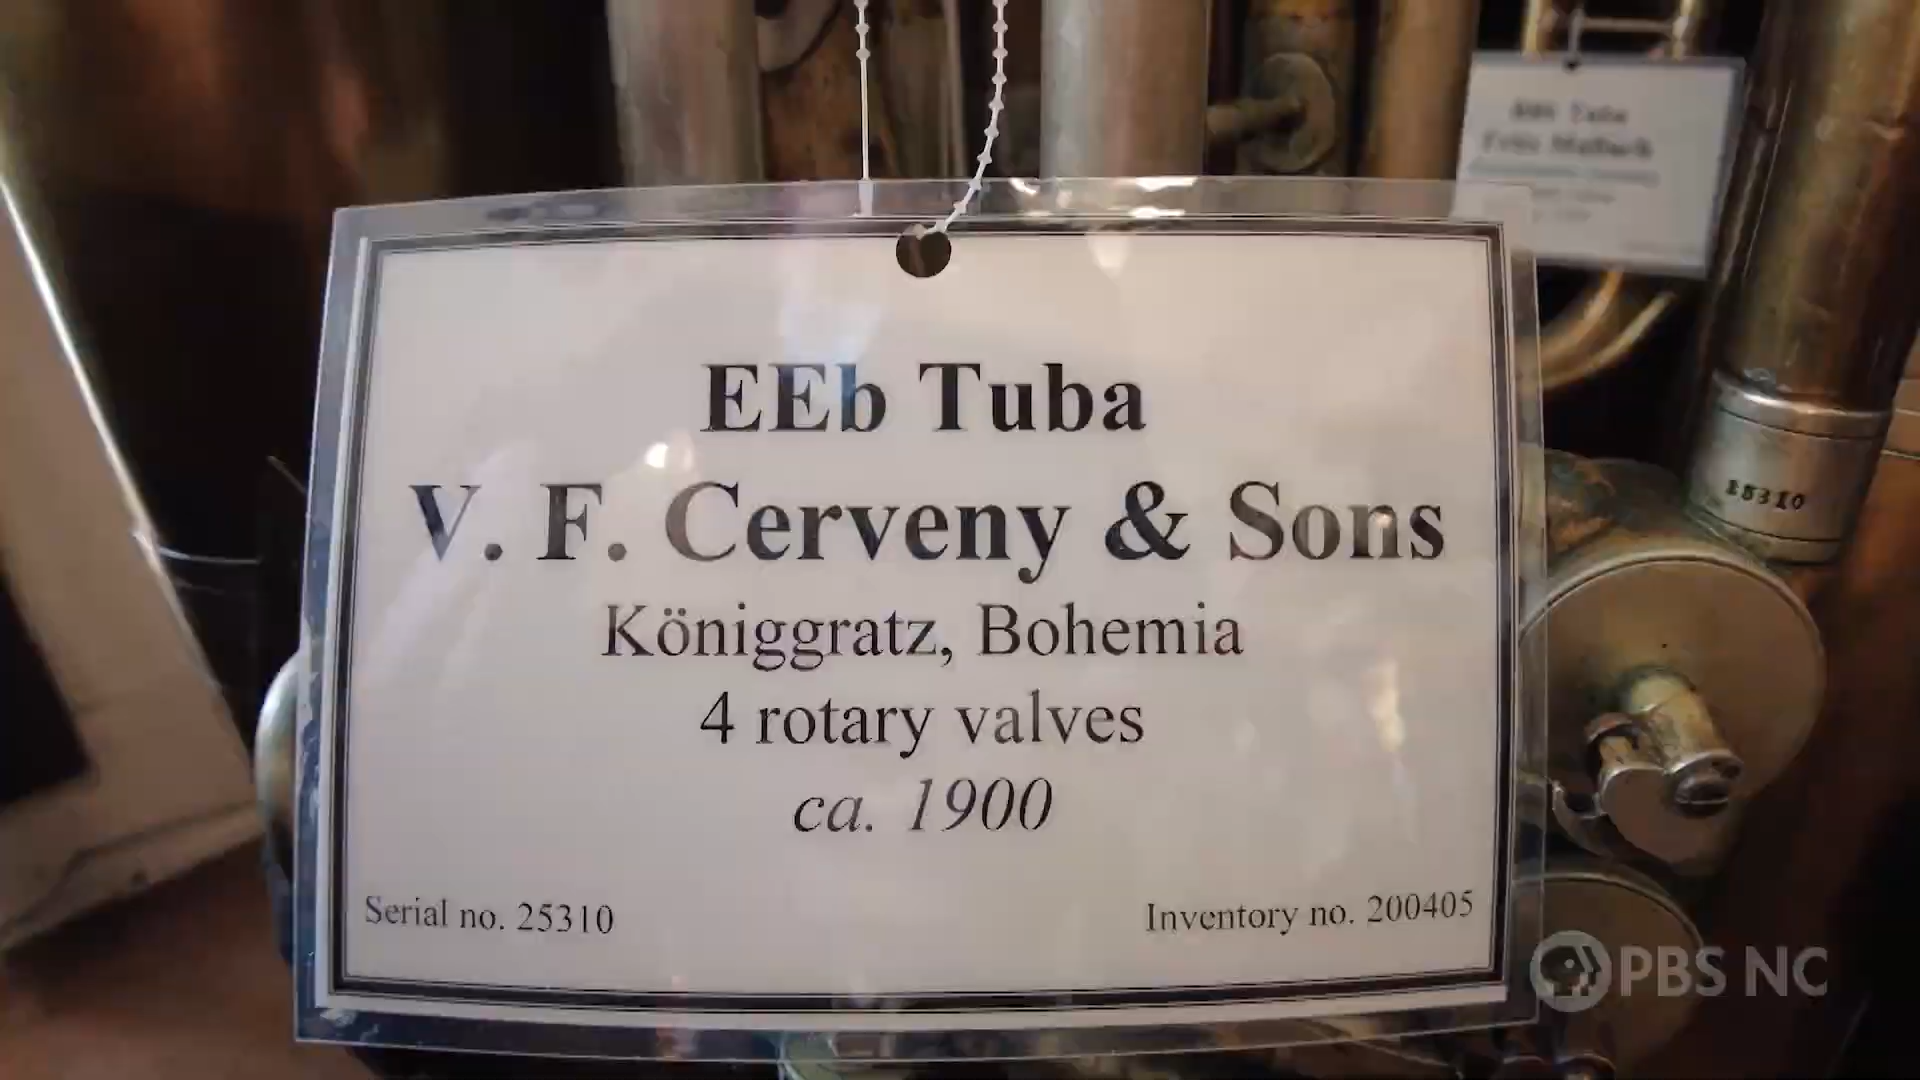 EEb Tuba
V. F. Cerveny & Sons
Königgratz, Bohemia
4 rotary valves
ca. 1900
Serial no. 25310
Inventory no. 200405
Tuba
25310
PBS NC